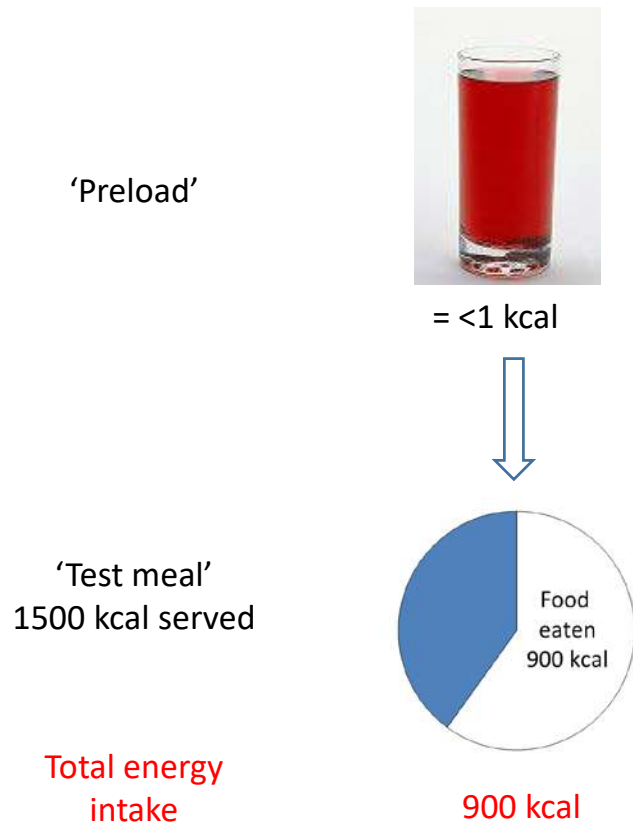 ‘Preload’
= <1 kcal
‘Test meal’
1500 kcal served
Food
eaten
900 kcal
Total energy
intake
900 kcal